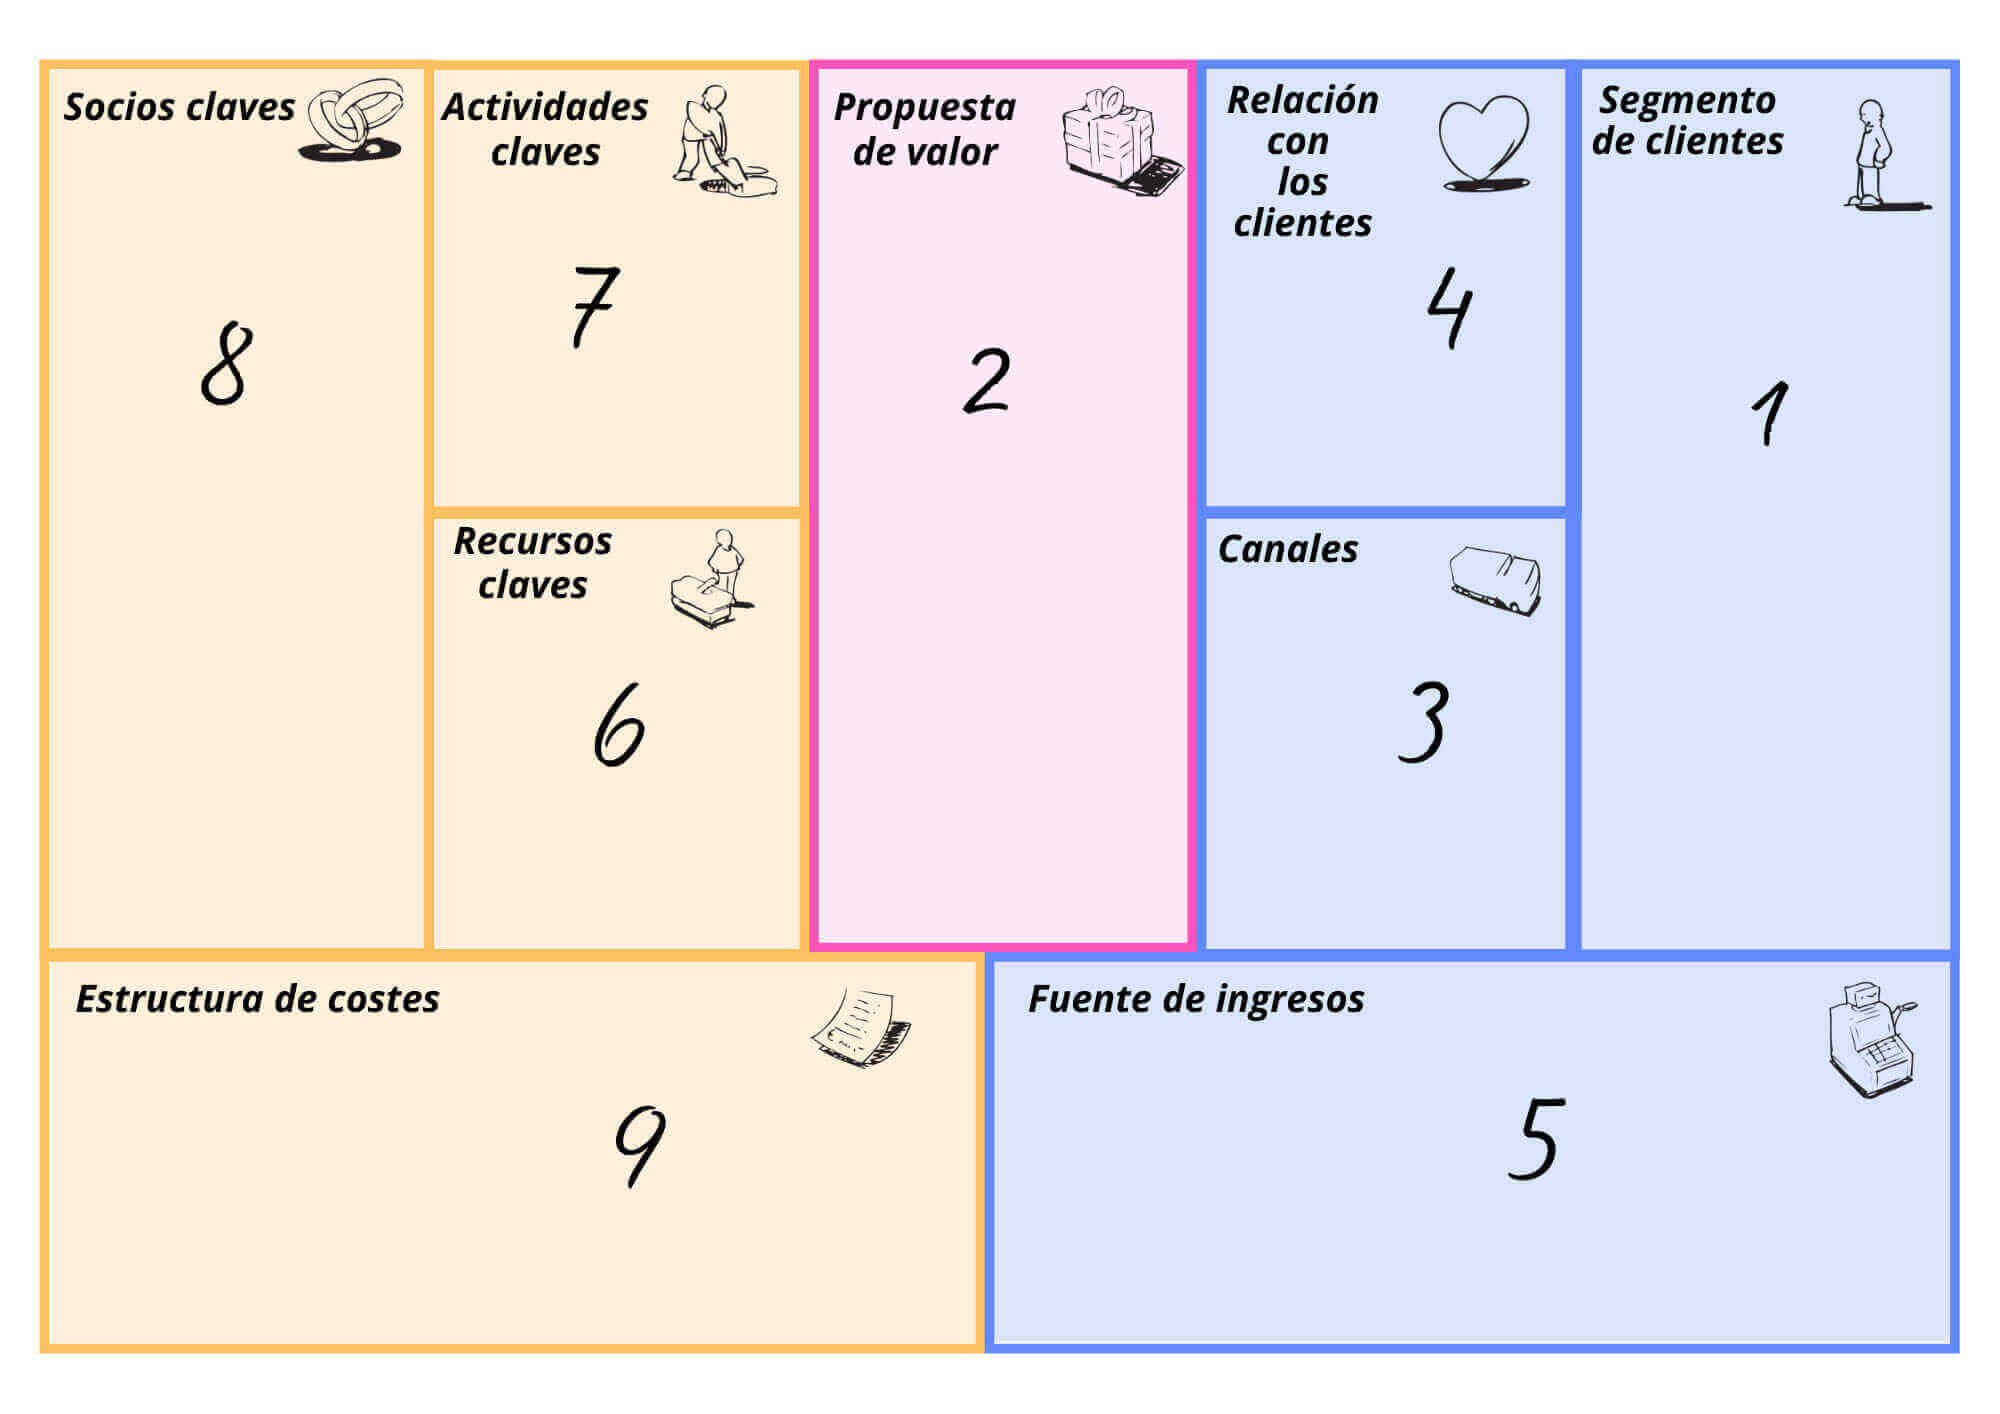 Socios claves
8
Actividades
claves
7
Recursos
claves
6
Propuesta
de valor
2
Relación
con
los
clientes
4
Canales
3
Segmento
de clientes
1
Estructura de costes
9
Fuente de ingresos
5